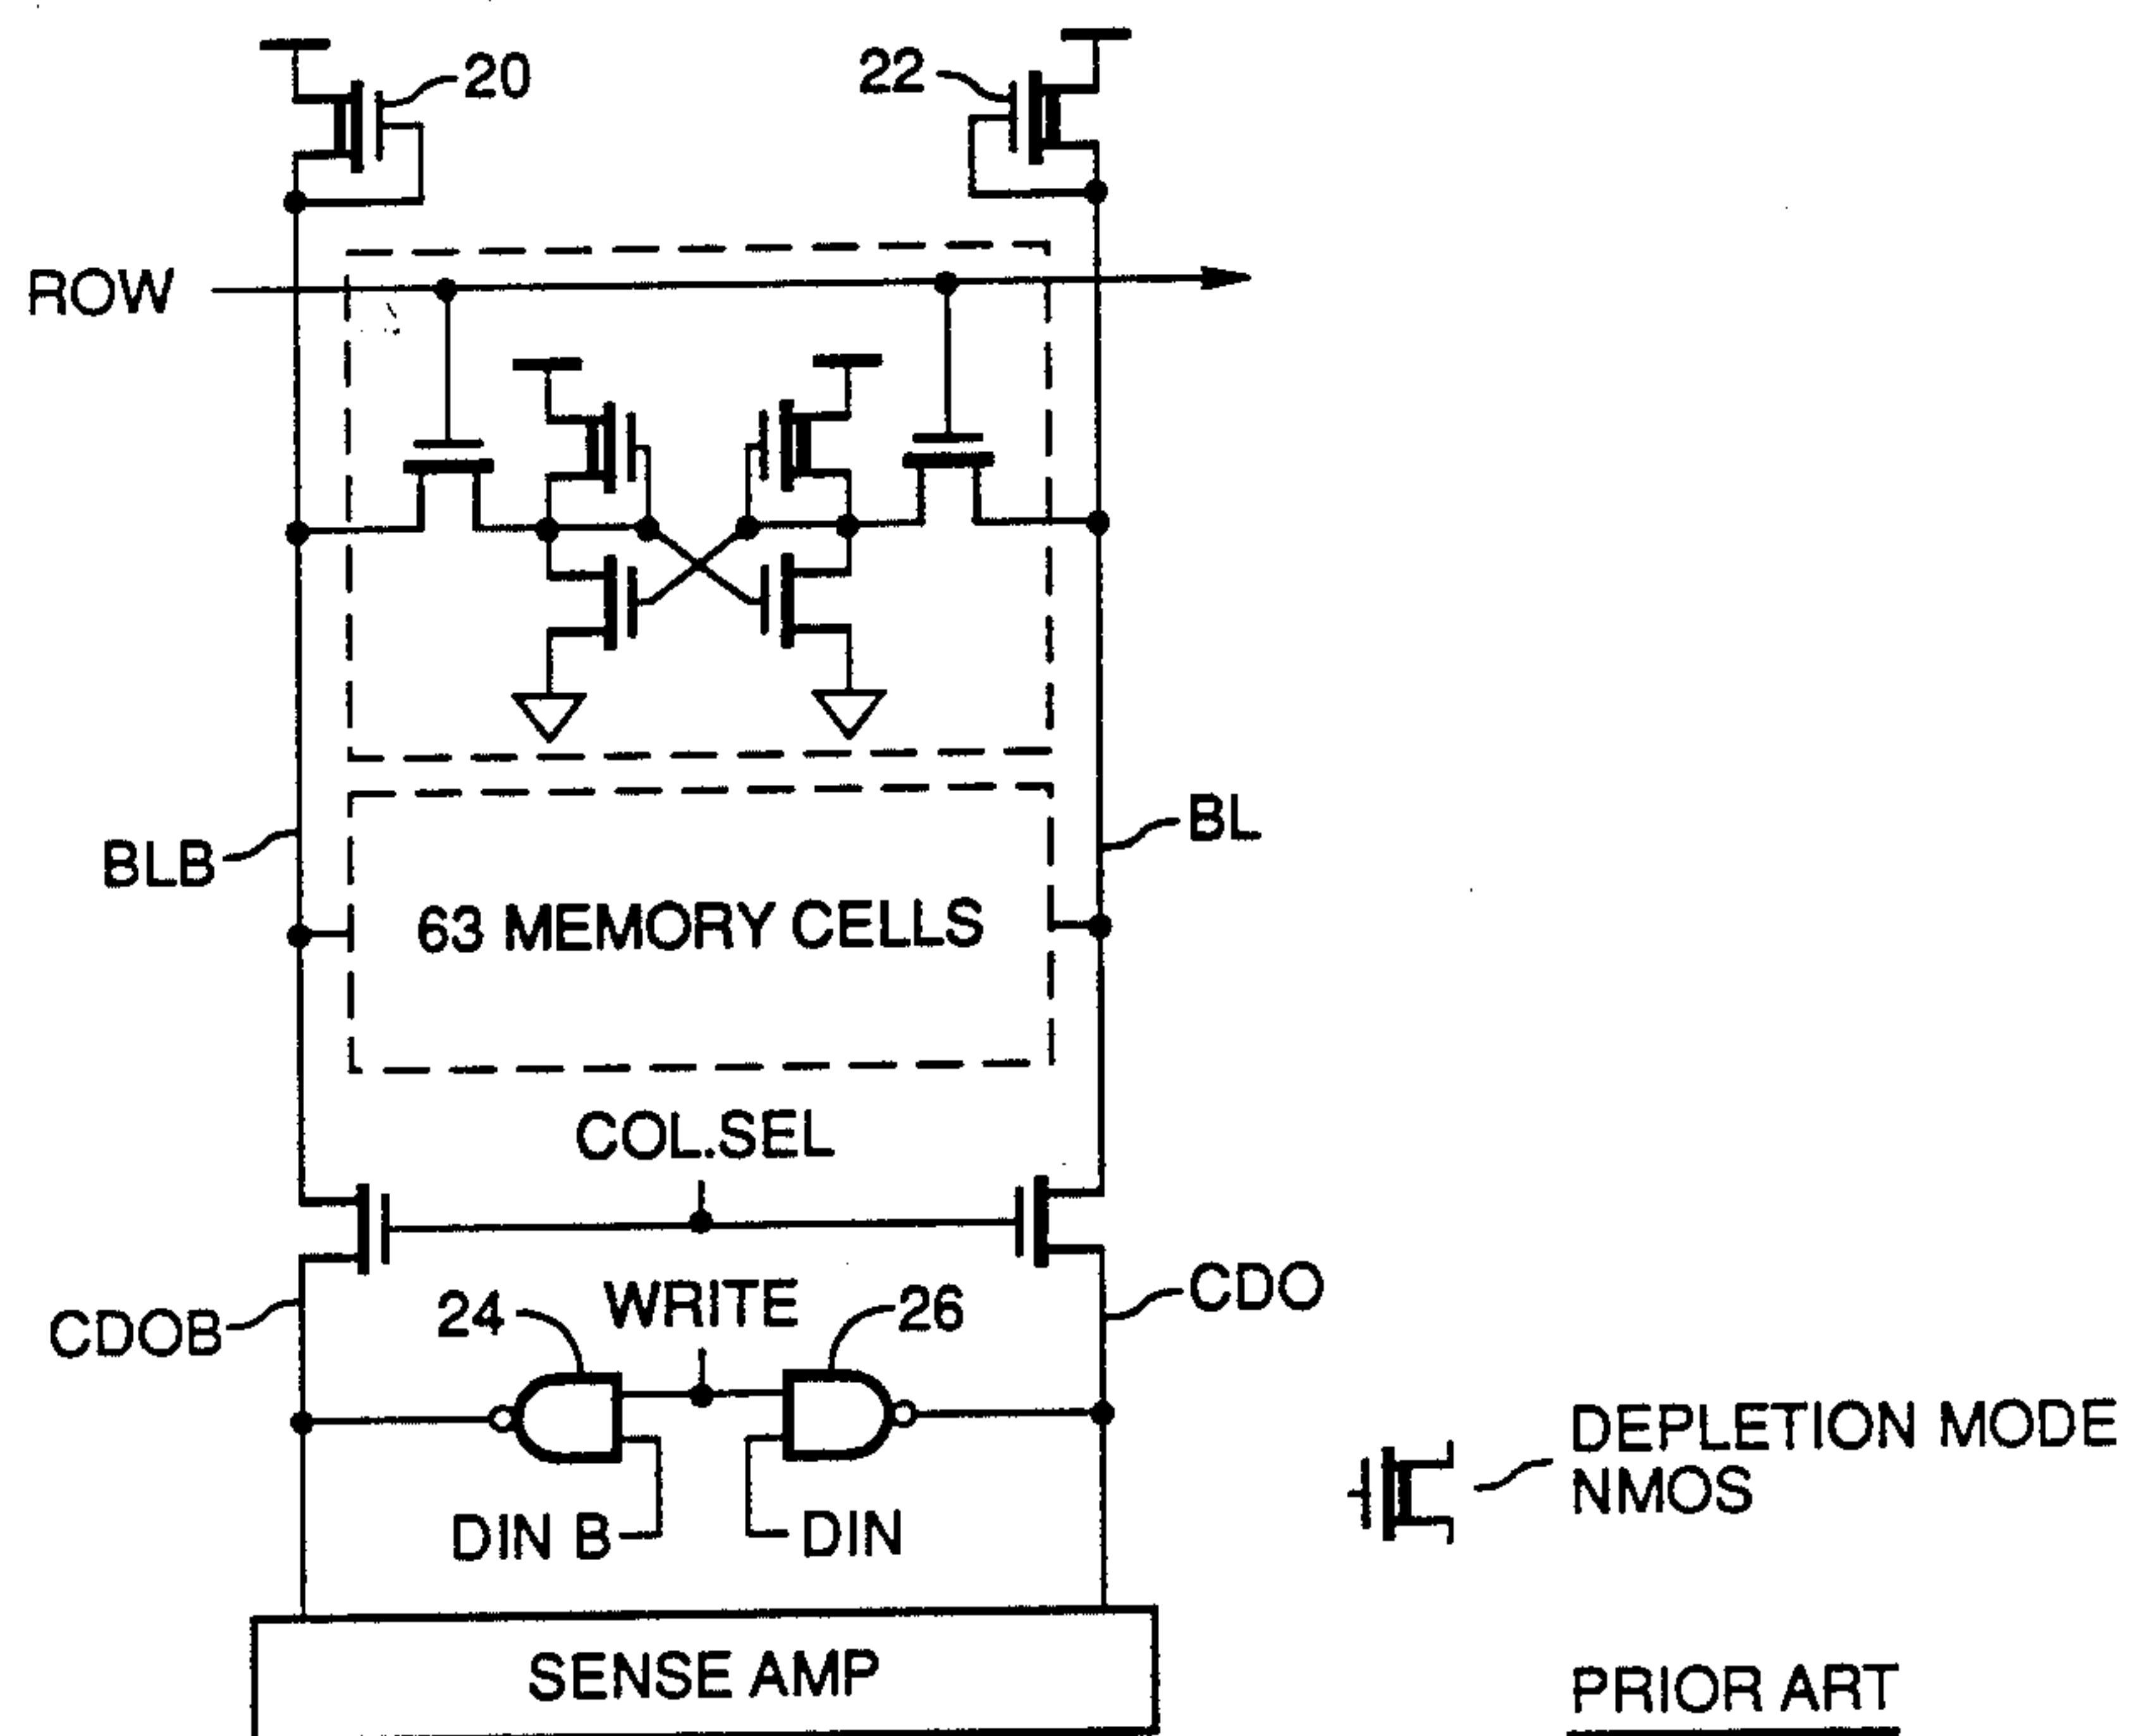 20
22
ROW
BLB
BL
63 MEMORY CELLS
COL.SEL
CDOB
24
WRITE
26
CDO
DIN B
DIN
DEPLETION MODE
NMOS
SENSE AMP
PRIOR ART